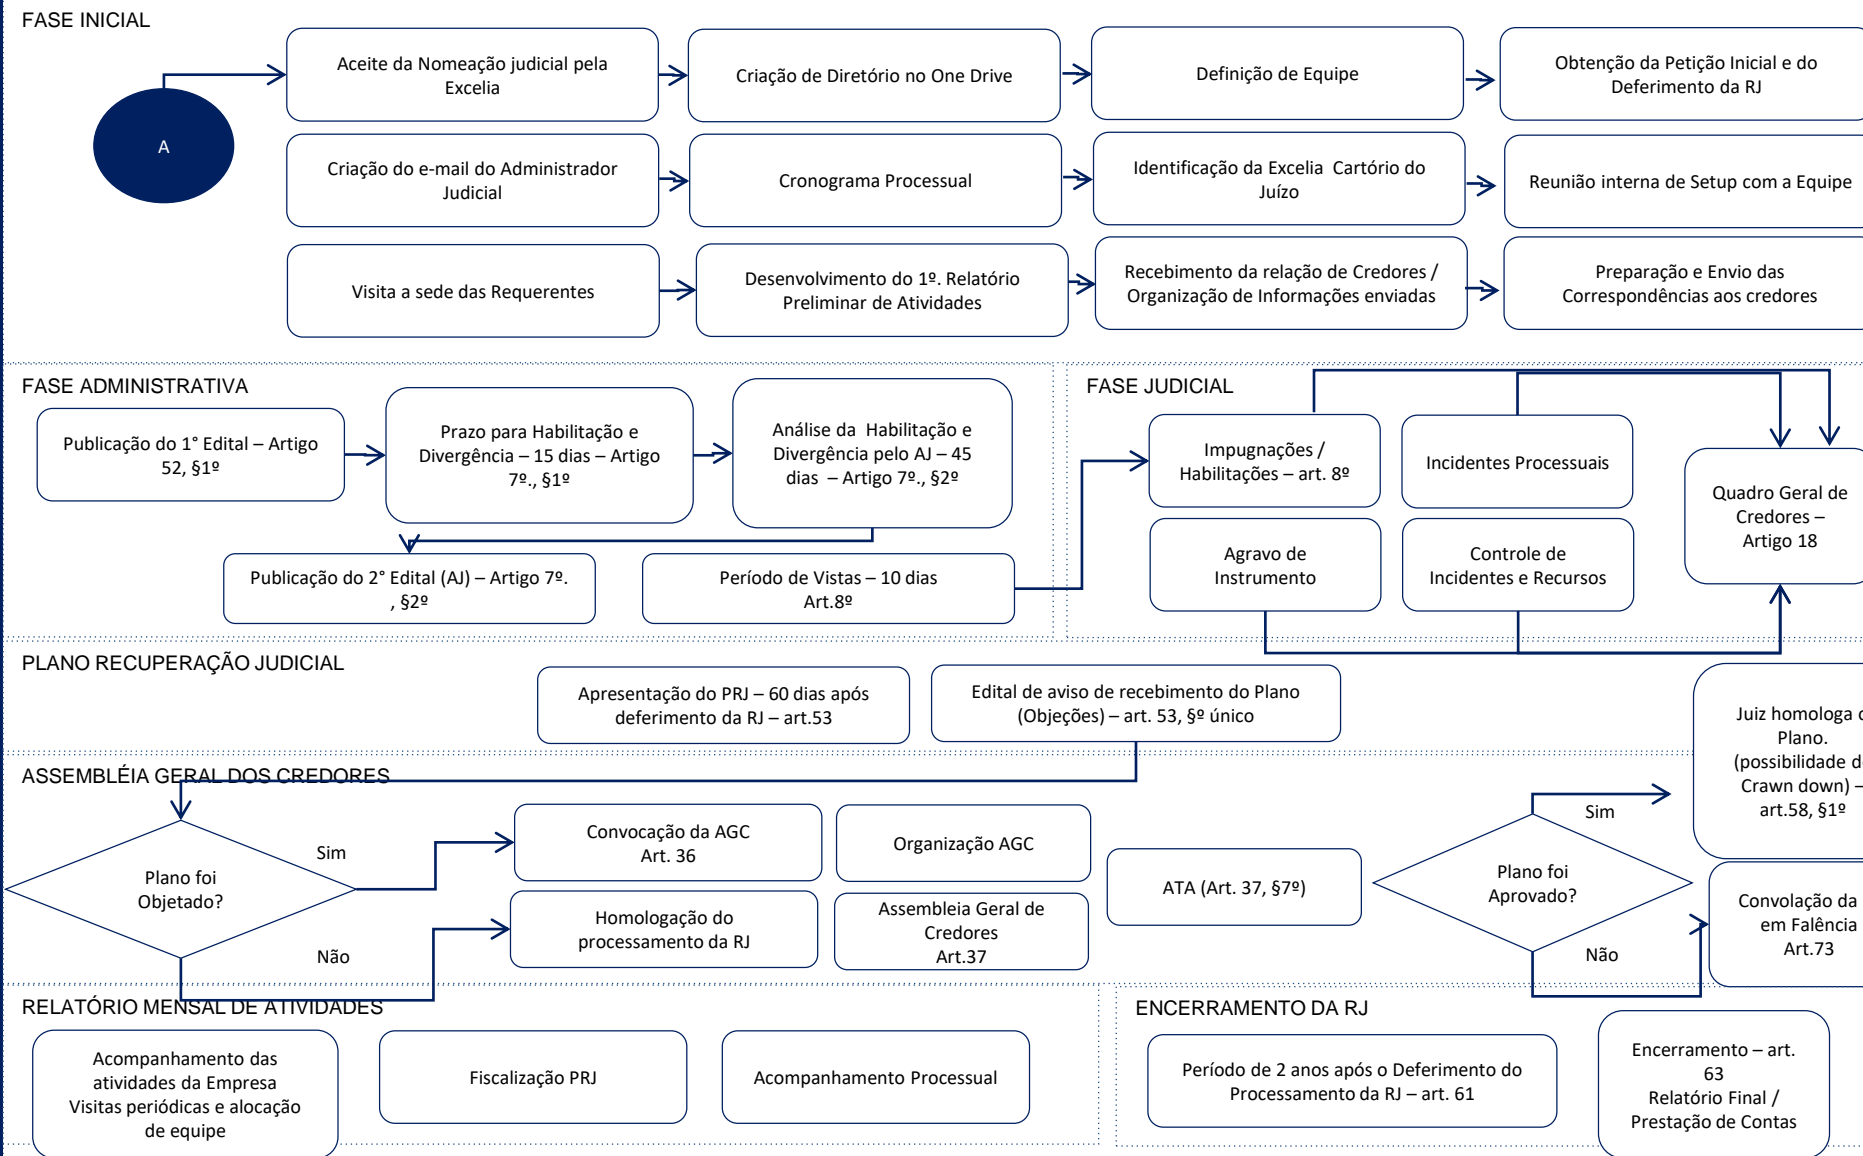 FASE INICIAL
A
Aceite da Nomeação judicial pela
Excelia
Criação de Diretório no One Drive
Definição de Equipe
Obtenção da Petição Inicial e do
Deferimento da RJ
Criação do e-mail do Administrador
Judicial
Cronograma Processual
Identificação da Excelia  Cartório do
Juízo
Reunião interna de Setup com a Equipe
Visita a sede das Requerentes
Desenvolvimento do 1º. Relatório
Preliminar de Atividades
Recebimento da relação de Credores /
Organização de Informações enviadas
Preparação e Envio das
Correspondências aos credores
FASE ADMINISTRATIVA
Publicação do 1° Edital – Artigo
52, §1º
Prazo para Habilitação e
Divergência – 15 dias – Artigo
7º., §1º
Análise da  Habilitação e
Divergência pelo AJ – 45
dias  – Artigo 7º., §2º
Publicação do 2° Edital (AJ) – Artigo 7º.
, §2º
Período de Vistas – 10 dias
Art.8º
FASE JUDICIAL
Impugnações /
Habilitações – art. 8º
Incidentes Processuais
Agravo de
Instrumento
Controle de
Incidentes e Recursos
Quadro Geral de
Credores –
Artigo 18
PLANO RECUPERAÇÃO JUDICIAL
Apresentação do PRJ – 60 dias após
deferimento da RJ – art.53
Edital de aviso de recebimento do Plano
(Objeções) – art. 53, §º único
Juiz homologa
Plano.
(possibilidade
Crawn down) –
art.58, §1º
ASSEMBLÉIA GERAL DOS CREDORES
Plano foi
Objetado?
Sim
Não
Convocação da AGC
Art. 36
Organização AGC
Homologação do
processamento da RJ
Assembleia Geral de
Credores
Art.37
ATA (Art. 37, §7º)
Plano foi
Aprovado?
Sim
Não
Convolação da
em Falência
Art.73
RELATÓRIO MENSAL DE ATIVIDADES
Acompanhamento das
atividades da Empresa
Visitas periódicas e alocação
de equipe
Fiscalização PRJ
Acompanhamento Processual
ENCERRAMENTO DA RJ
Período de 2 anos após o Deferimento do
Processamento da RJ – art. 61
Encerramento – art.
63
Relatório Final /
Prestação de Contas